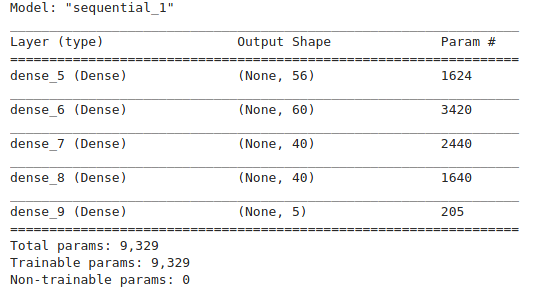 Model: "sequential_1"
Layer (type) Output Shape Param #
dense_5 (Dense) (None, 56) 1624
dense_6 (Dense) (None, 60) 3420
dense_7 (Dense) (None, 40) 2440
dense_8 (Dense) (None, 40) 1640
dense_9 (Dense) (None, 5) 205
Total params: 9,329
Trainable params: 9,329
Non-trainable params: 0